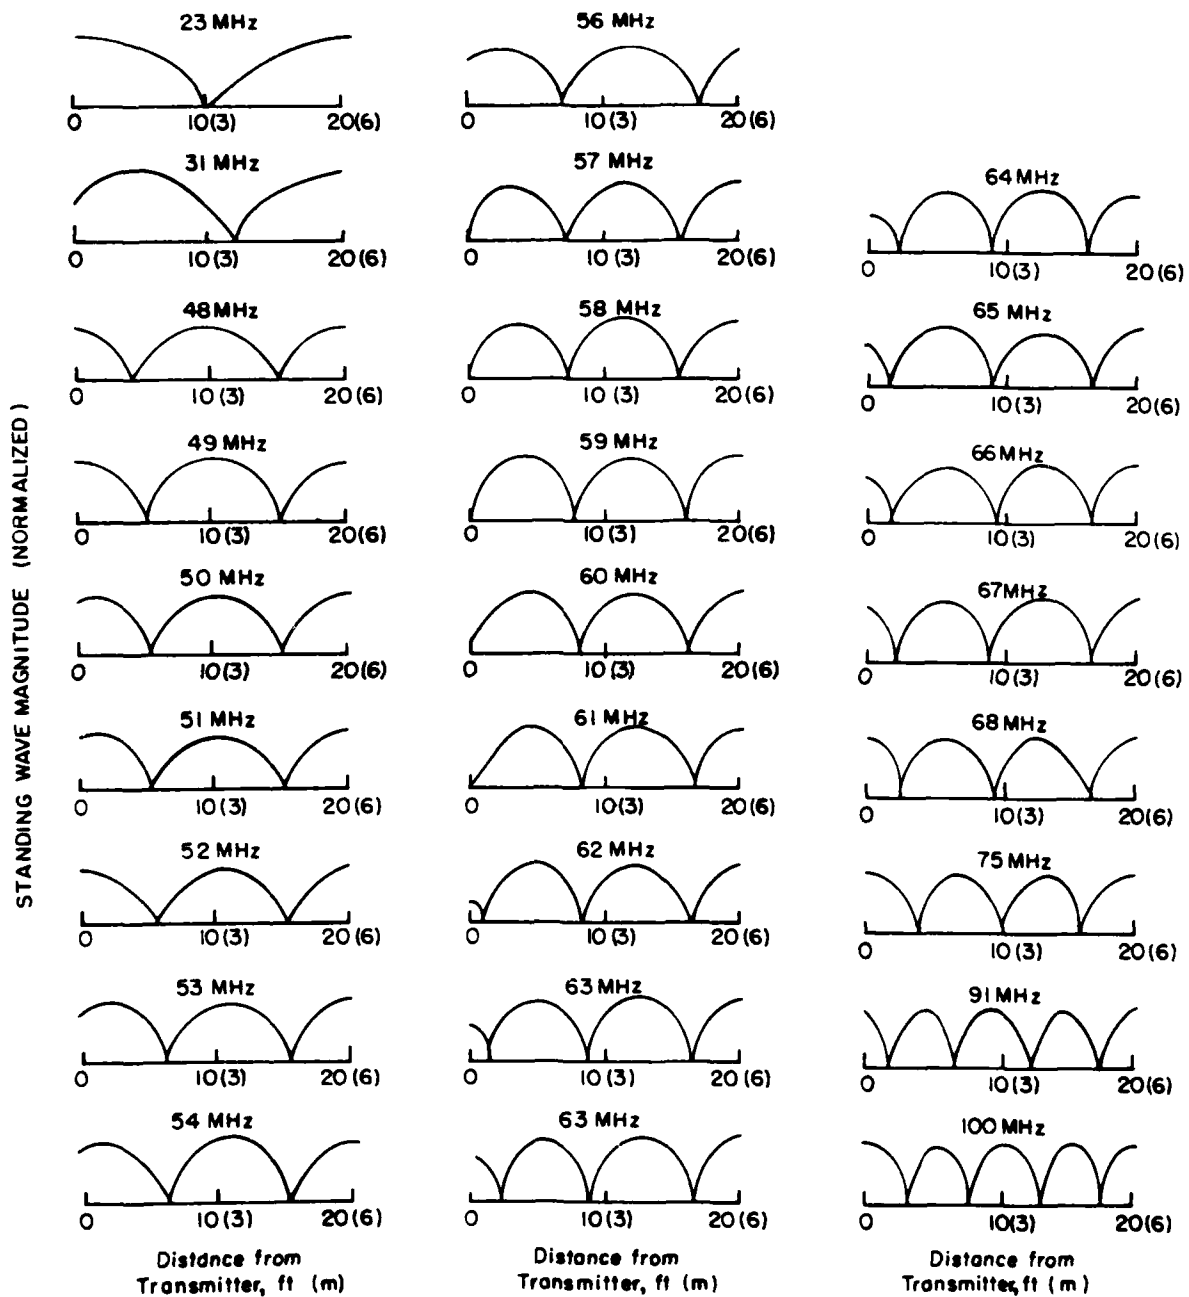 STANDING WAVE MAGNITUDE (NORMALIZED)
23 MHz
0 10(3) 20(6)
31 MHz
0 10(3) 20(6)
48 MHz
0 10(3) 20(6)
49 MHz
0 10(3) 20(6)
50 MHz
0 10(3) 20(6)
51 MHz
0 10(3) 20(6)
52 MHz
0 10(3) 20(6)
53 MHz
0 10(3) 20(6)
54 MHz
0 10(3) 20(6)
Distance from
Transmitter, ft (m)
56 MHz
0 10(3) 20(6)
57 MHz
0 10(3) 20(6)
58 MHz
0 10(3) 20(6)
59 MHz
0 10(3) 20(6)
60 MHz
0 10(3) 20(6)
61 MHz
0 10(3) 20(6)
62 MHz
0 10(3) 20(6)
63 MHz
0 10(3) 20(6)
63 MHz
0 10(3) 20(6)
Distance from
Transmitter, ft (m)
64 MHz
0 10(3) 20(6)
65 MHz
0 10(3) 20(6)
66 MHz
0 10(3) 20(6)
67 MHz
0 10(3) 20(6)
68 MHz
0 10(3) 20(6)
75 MHz
0 10(3) 20(6)
91 MHz
0 10(3) 20(6)
100 MHz
0 10(3) 20(6)
Distance from
Transmitter, ft (m)